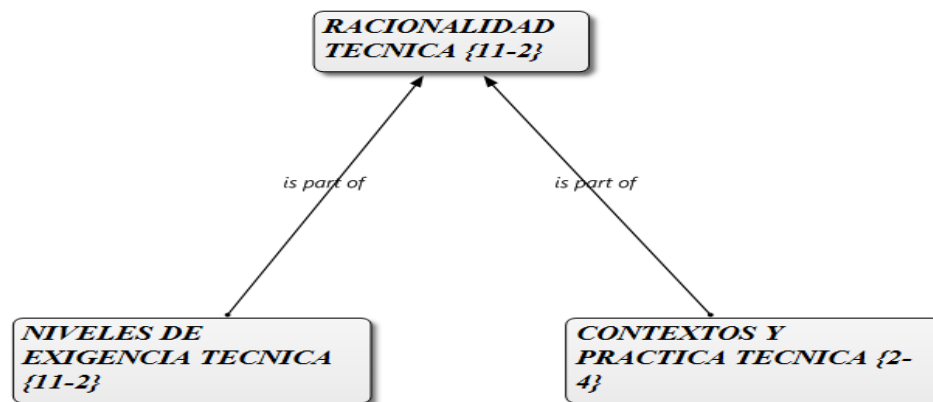 RACIONALIDAD
TECNICA {11-2}
is part of
is part of
NIVELES DE
EXIGENCIA TECNICA
{11-2}
CONTEXTOS Y
PRACTICA TECNICA {2-
4}